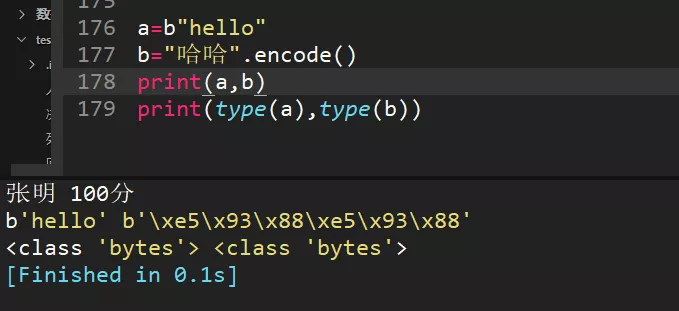 数
175
tes
176 a=b"hello"
177 b="哈哈".encode()
178 print(a,b)
179 print(type(a),type(b))
张明 100分
b'hello' b'\xe5\x93\x88\xe5\x93\x88'
<class 'bytes'> <class 'bytes'>
[Finished in 0.1s]